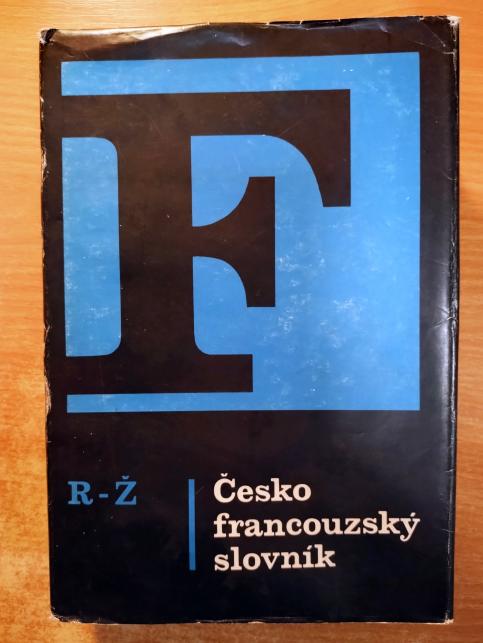 F
R-Ž
Česko
francouzský
slovník